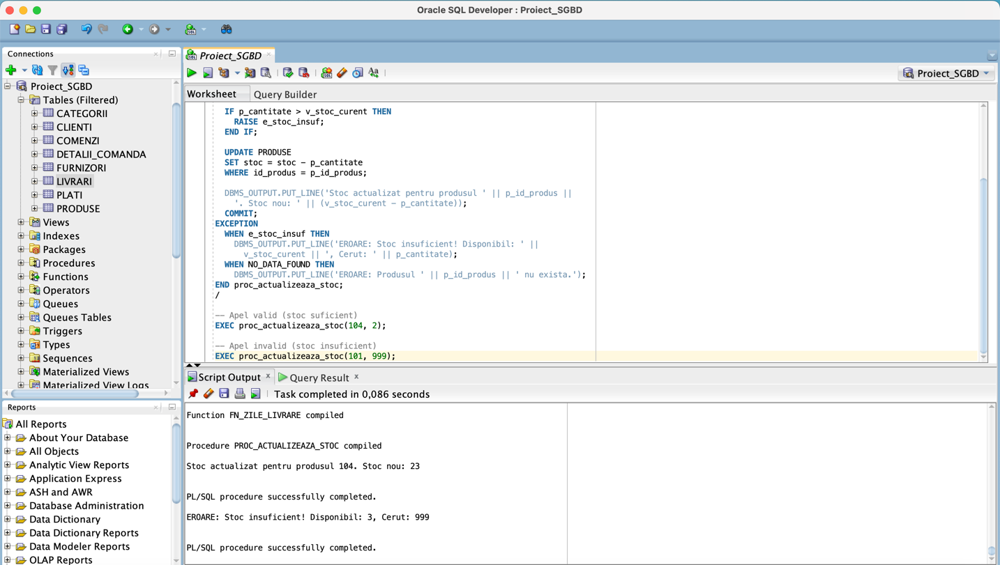 Oracle SQL Developer : Project_SGBD
Connections
Project_SGBD
Tables (Filtered)
CATEGORII
CLIENTI
COMENZI
DETALII_COMANDA
FURNIZORI
LIVRARI
PLATI
PRODUSE
Views
Indexes
Packages
Procedures
Functions
Operators
Queues
Queues Tables
Triggers
Types
Sequences
Materialized Views
Materialized View Logs
Reports
All Reports
About Your Database
All Objects
Analytic View Reports
Application Express
ASH and AWR
Database Administration
Data Dictionary
Data Dictionary Reports
Data Modeler Reports
OLAP Reports
Proiect_SGBD
Proiect_SGBD
Worksheet Query Builder
IF p_cantitate > v_stoc_curent THEN
RAISE e_stoc_insuf;
END IF;
UPDATE PRODUSE
SET stoc = stoc - p_cantitate
WHERE id_produs = p_id_produs;
DBMS_OUTPUT.PUT_LINE('Stoc actualizat pentru produsul ' || p_id_produs ||
'. Stoc nou: ' || (v_stoc_curent - p_cantitate));
COMMIT;
EXCEPTION
WHEN e_stoc_insuf THEN
DBMS_OUTPUT.PUT_LINE('EROARE: Stoc insuficient! Disponibil: ' ||
v_stoc_curent || ', Cerut: ' || p_cantitate);
WHEN NO_DATA_FOUND THEN
DBMS_OUTPUT.PUT_LINE('EROARE: Produsul ' || p_id_produs || ' nu exista.');
END proc_actualizeaza_stoc;
/
-- Apel valid (stoc suficient)
EXEC proc_actualizeaza_stoc(104, 2);
-- Apel invalid (stoc insuficient)
EXEC proc_actualizeaza_stoc(101, 999);
Script Output Query Result
Task completed in 0,086 seconds
Function FN_ZILE_LIVRARE compiled
Procedure PROC_ACTUALIZEAZA_STOC compiled
Stoc actualizat pentru produsul 104. Stoc nou: 23
PL/SQL procedure successfully completed.
EROARE: Stoc insuficient! Disponibil: 3, Cerut: 999
PL/SQL procedure successfully completed.